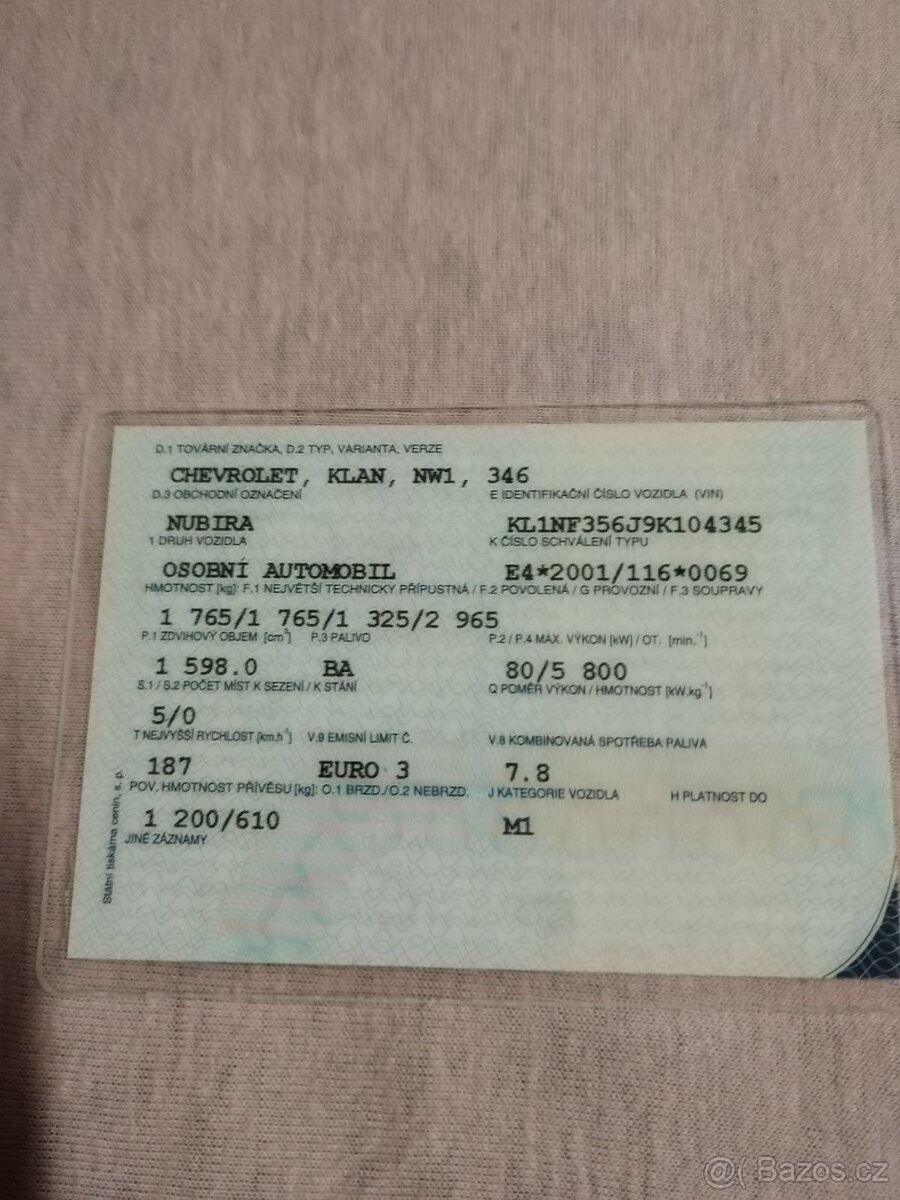 D.1 TOVÁRNÍ ZNAČKA, D.2 TYP, VARIANTA, VERZE
CHEVROLET, KLAN, NW1, 346
D.3 OBCHODNÍ OZNAČENÍ E IDENTIFIKAČNÍ ČÍSLO VOZIDLA (VIN)
NUBIRA KL1NF356J9K104345
1 DRUH VOZIDLA K ČÍSLO SCHVÁLENÍ TYPU
OSOBNÍ AUTOMOBIL E4*2001/116*0069
HMOTNOST [kg]: F.1 NEJVĚTŠÍ TECHNICKY PŘÍPUSTNÁ / F.2 POVOLENÁ / G PROVOZNÍ / F.3 SOUPRAVY
1 765/1 765/1 325/2 965
P.1 ZDVIHOVÝ OBJEM [cm³] P.3 PALIVO P.2 / P.4 MAX. VÝKON [kW] / OT. [min.⁻¹]
1 598.0 BA 80/5 800
S.1 / S.2 POČET MÍST K SEZENÍ / K STÁNÍ Q POMĚR VÝKON / HMOTNOST [kW.kg⁻¹]
5/0
T NEJVYŠŠÍ RYCHLOST [km.h⁻¹] V.9 EMISNÍ LIMIT Č. V.8 KOMBINOVANÁ SPOTŘEBA PALIVA
187 EURO 3 7.8
POV. HMOTNOST PŘÍVĚSU [kg]: O.1 BRZD./O.2 NEBRZD. J KATEGORIE VOZIDLA H PLATNOST DO
1 200/610 M1
JINÉ ZÁZNAMY
Státní tiskárna cenin, s. p.
@( Bazos.cz